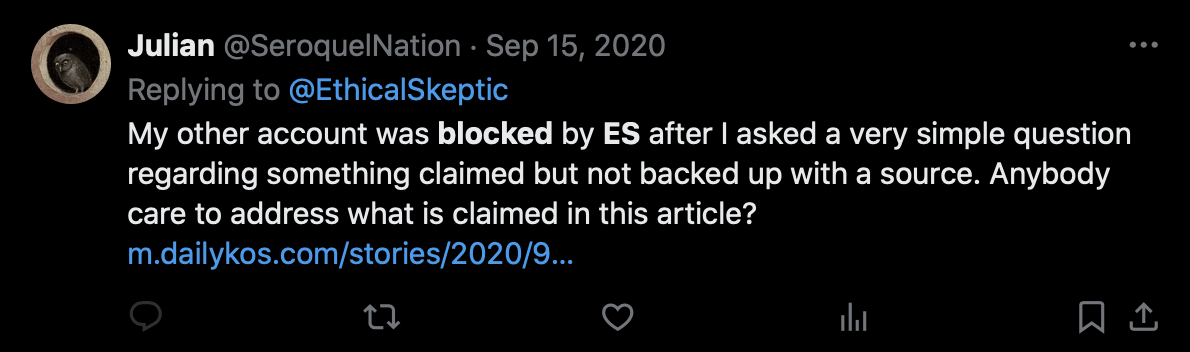 Julian @SeroquelNation · Sep 15, 2020
Replying to @EthicalSkeptic
My other account was blocked by ES after I asked a very simple question
regarding something claimed but not backed up with a source. Anybody
care to address what is claimed in this article?
m.dailykos.com/stories/2020/9...